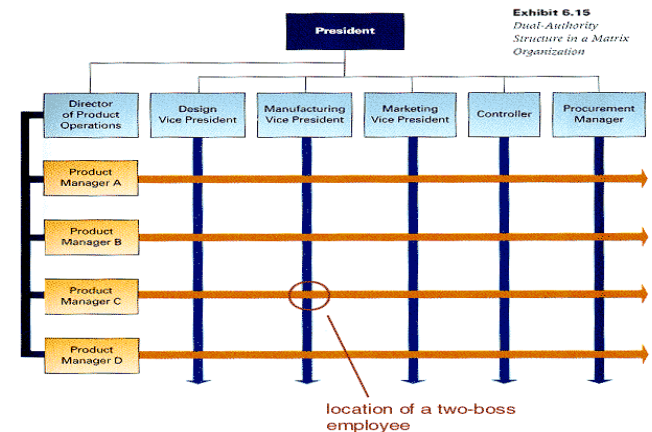 Exhibit 6.15
Dual-Authority
Structure in a Matrix
Organization
President
Director
of Product
Operations
Design
Vice President
Manufacturing
Vice President
Marketing
Vice President
Controller
Procurement
Manager
Product
Manager A
Product
Manager B
Product
Manager C
Product
Manager D
location of a two-boss
employee